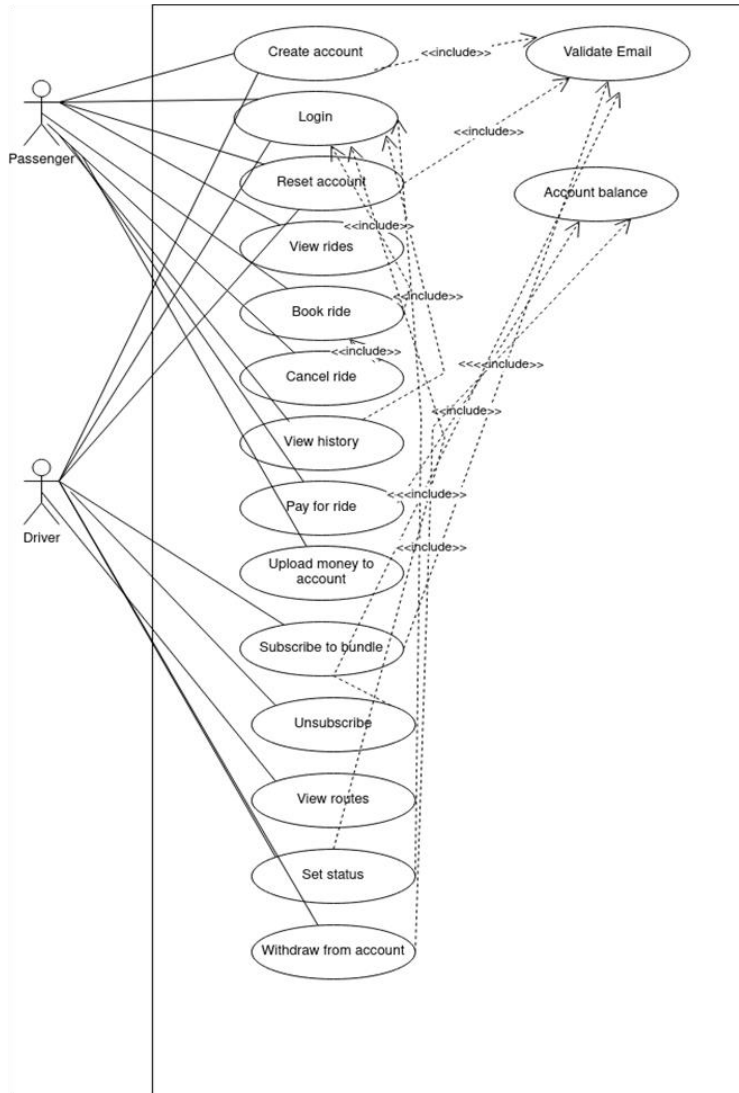 Create account
<<include>>
Validate Email
Passenger
Login
<<include>>
Reset account
Account balance
<<include>>
View rides
Book ride
<<include>>
<<include>>
Cancel ride
<<<<include>>
View history
<<include>>
Pay for ride
<<<include>>
Driver
Upload money to
account
<<include>>
Subscribe to bundle
Unsubscribe
View routes
Set status
Withdraw from account